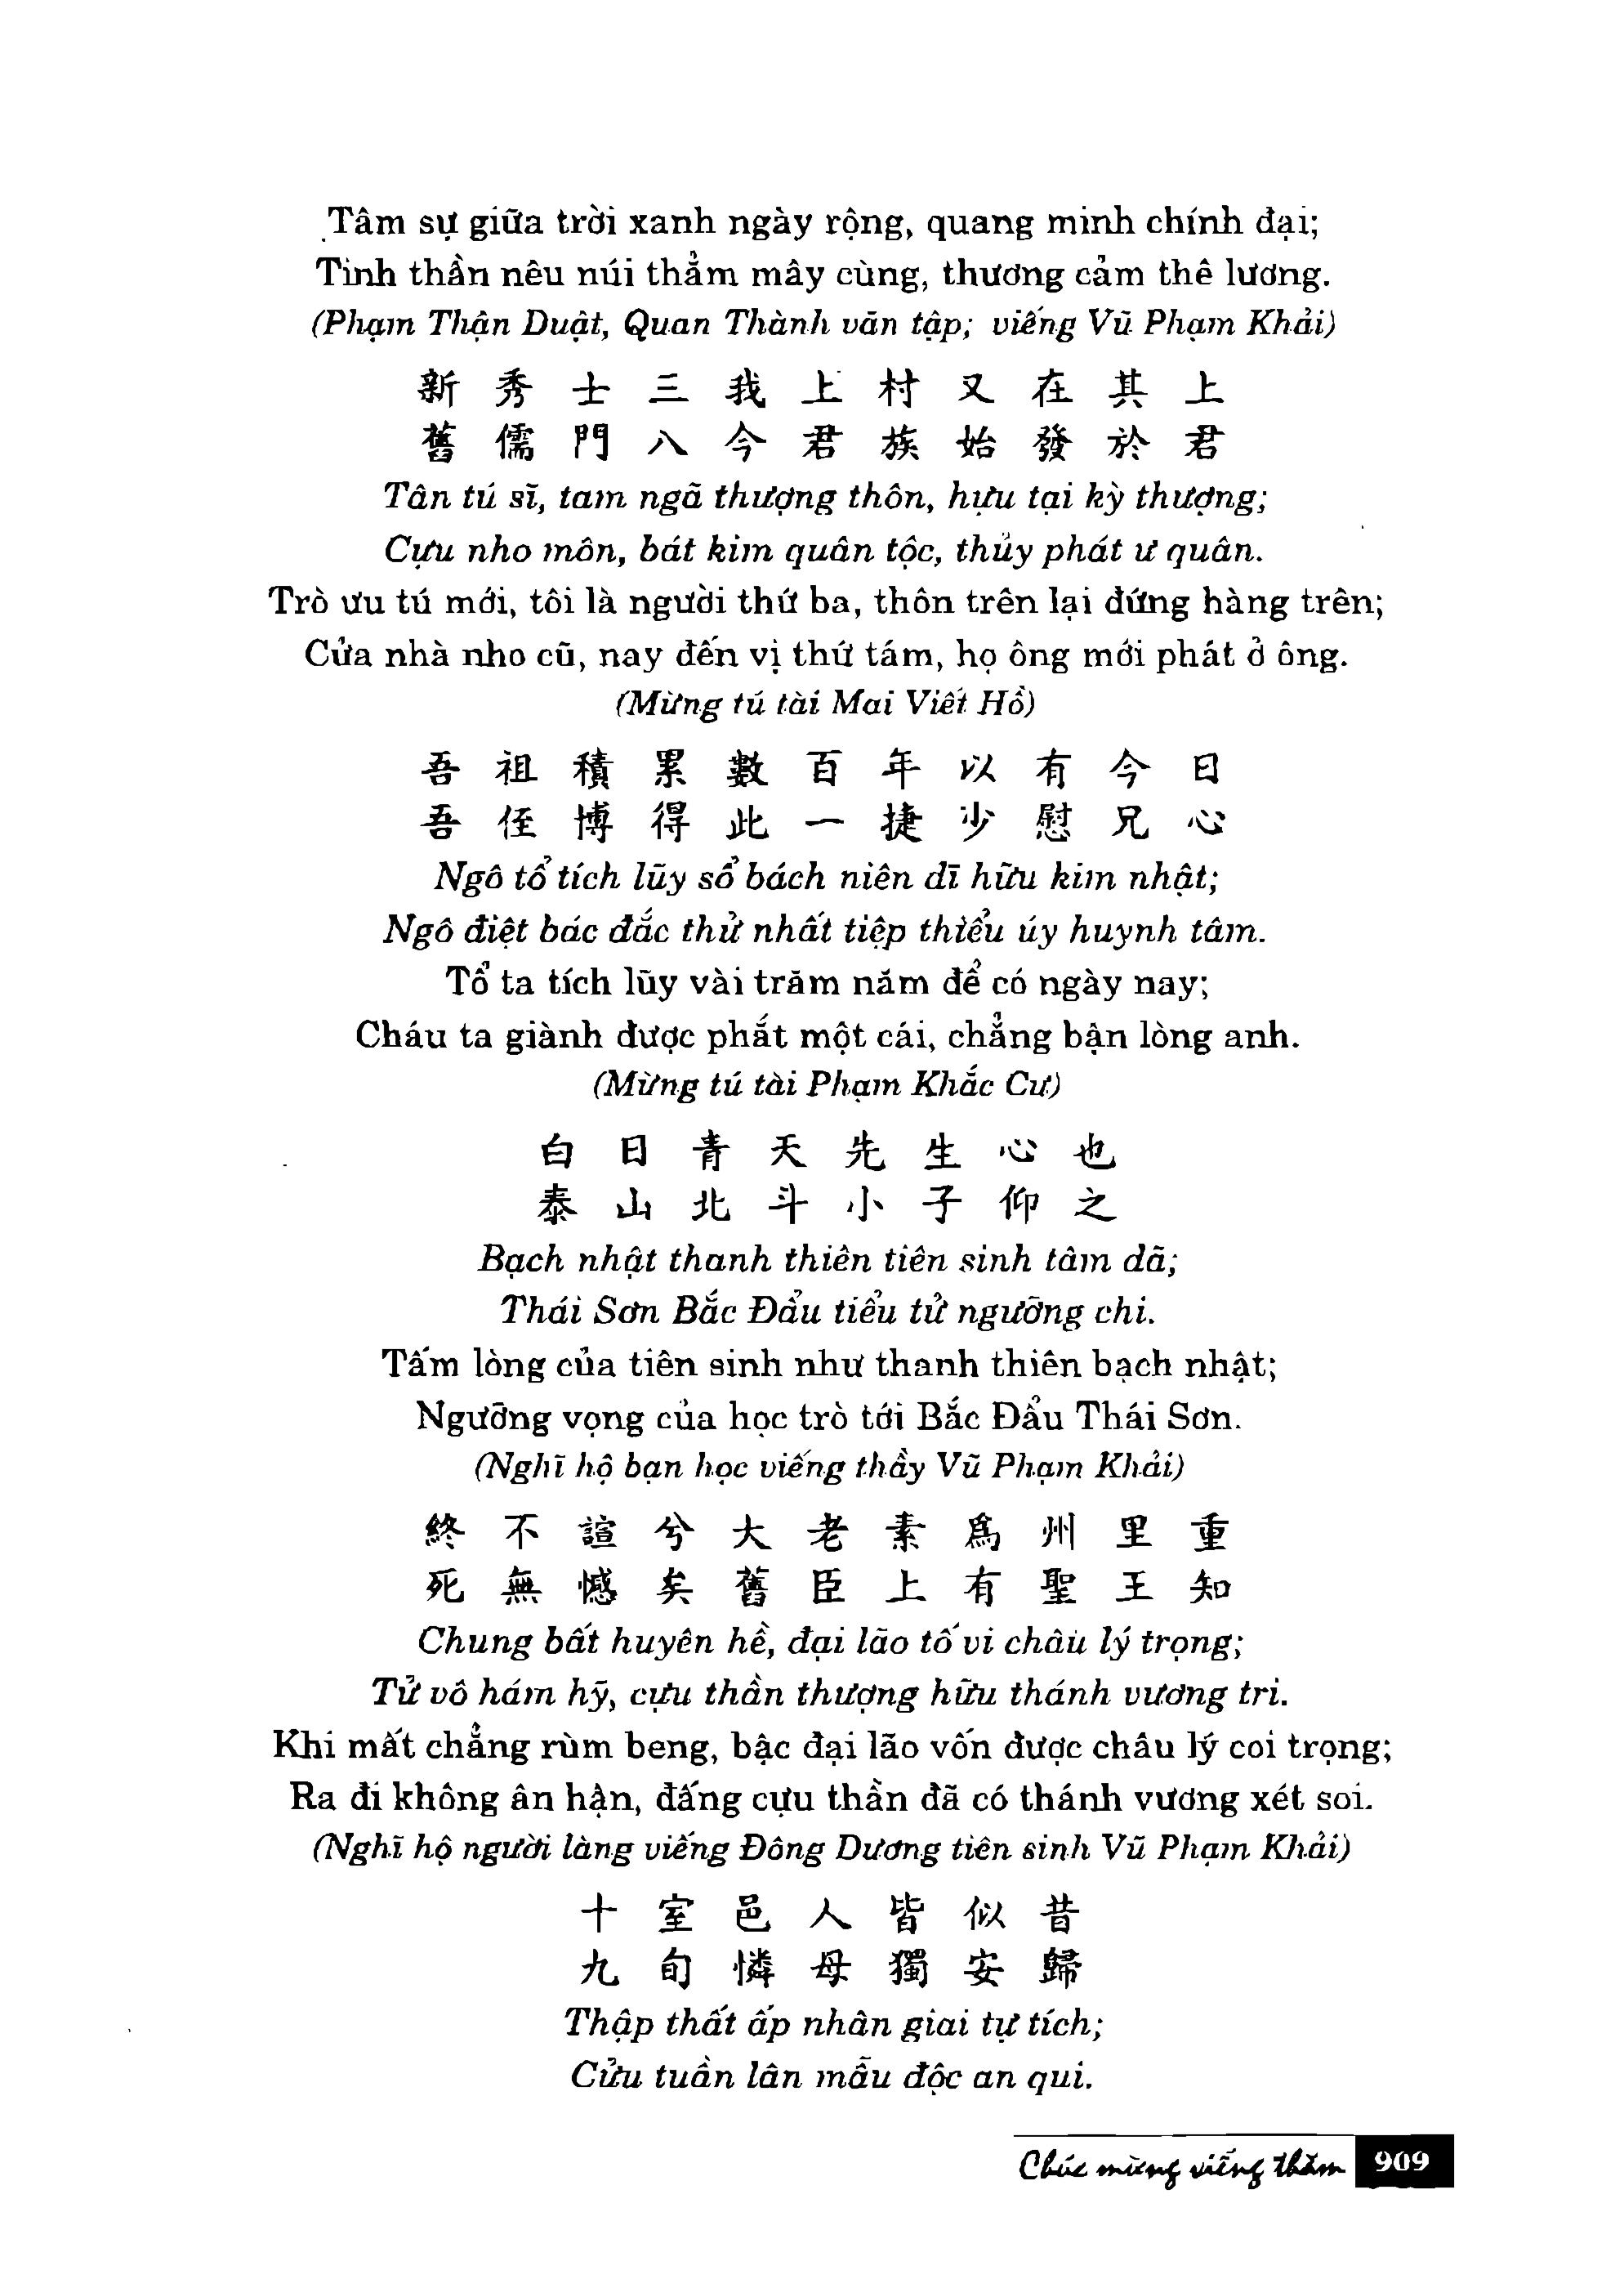 Tâm sự giữa trời xanh ngày rộng, quang minh chính đại;
Tinh thần nêu núi thẳm mây cùng, thương cảm thê lương.
(Phạm Thận Duật, Quan Thành văn tập; viếng Vũ Phạm Khải)
新秀士三我上村又在其上
舊儒門八今君族始發於君
Tân tú sĩ, tam ngã thượng thôn, hựu tại kỳ thượng;
Cựu nho môn, bát kim quân tộc, thủy phát ư quân.
Trò ưu tú mới, tôi là người thứ ba, thôn trên lại đứng hàng trên;
Cửa nhà nho cũ, nay đến vị thứ tám, họ ông mới phát ở ông.
(Mừng tú tài Mai Viết Hồ)
吾祖積累數百年以有今日
吾侄博得此一捷少慰兄心
Ngô tổ tích lũy sổ bách niên dĩ hữu kim nhật;
Ngô điệt bác đắc thử nhất tiệp thiểu úy huynh tâm.
Tổ ta tích lũy vài trăm năm để có ngày nay;
Cháu ta giành được phắt một cái, chẳng bận lòng anh.
(Mừng tú tài Phạm Khắc Cư)
白日青天先生心也
泰山北斗小子仰之
Bạch nhật thanh thiên tiên sinh tâm dã;
Thái Sơn Bắc Đẩu tiểu tử ngưỡng chi.
Tấm lòng của tiên sinh như thanh thiên bạch nhật;
Ngưỡng vọng của học trò tới Bắc Đẩu Thái Sơn.
(Nghĩ hộ bạn học viếng thầy Vũ Phạm Khải)
終不諠兮大老素爲州里重
死無憾矣舊臣上有聖王知
Chung bất huyên hề, đại lão tố vi châu lý trọng;
Tử vô hám hỹ, cựu thần thượng hữu thánh vương tri.
Khi mất chẳng rùm beng, bậc đại lão vốn được châu lý coi trọng;
Ra đi không ân hận, đấng cựu thần đã có thánh vương xét soi.
(Nghĩ hộ người làng viếng Đông Dương tiên sinh Vũ Phạm Khải)
十室邑人皆似昔
九旬憐母獨安歸
Thập thất ấp nhân giai tự tích;
Cửu tuần lân mẫu độc an qui.
Chúc mừng viếng thăm 909